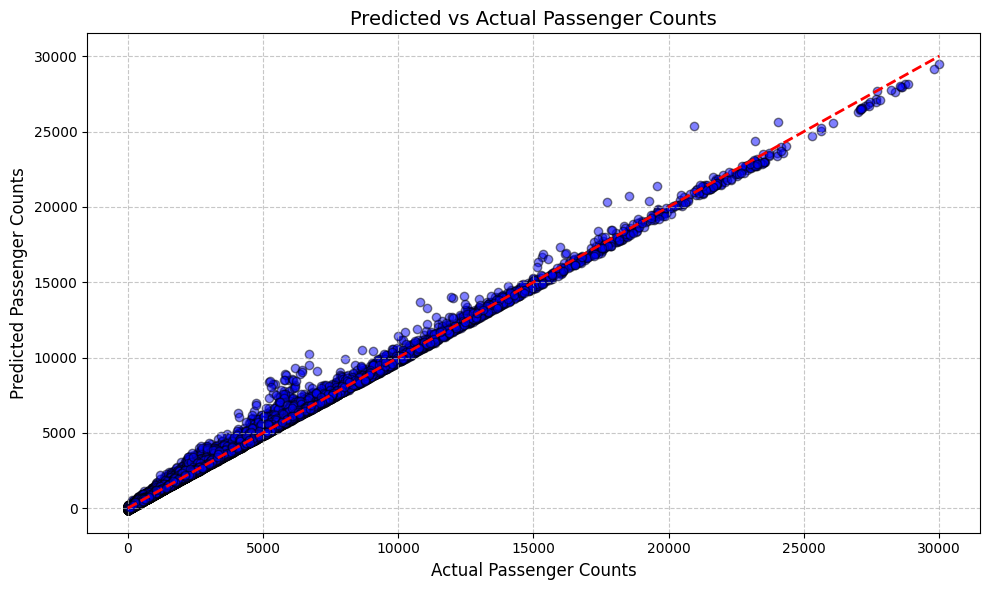 Predicted vs Actual Passenger Counts
Predicted Passenger Counts
30000
25000
20000
15000
10000
5000
0
0 5000 10000 15000 20000 25000 30000
Actual Passenger Counts